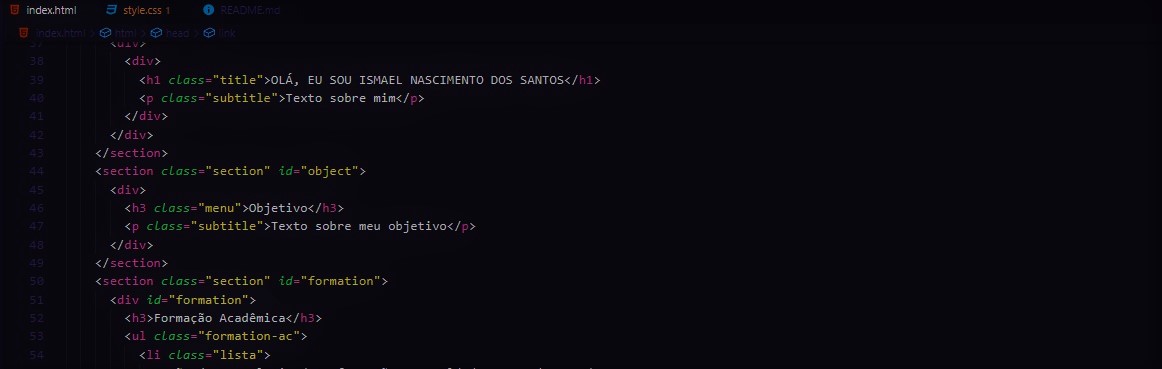 index.html style.css 1 README.md
index.html > html > head > link
37 <div>
38 <div>
39 <h1 class="title">OLÁ, EU SOU ISMAEL NASCIMENTO DOS SANTOS</h1>
40 <p class="subtitle">Texto sobre mim</p>
41 </div>
42 </div>
43 </section>
44 <section class="section" id="object">
45 <div>
46 <h3 class="menu">Objetivo</h3>
47 <p class="subtitle">Texto sobre meu objetivo</p>
48 </div>
49 </section>
50 <section class="section" id="formation">
51 <div id="formation">
52 <h3>Formação Acadêmica</h3>
53 <ul class="formation-ac">
54 <li class="lista">